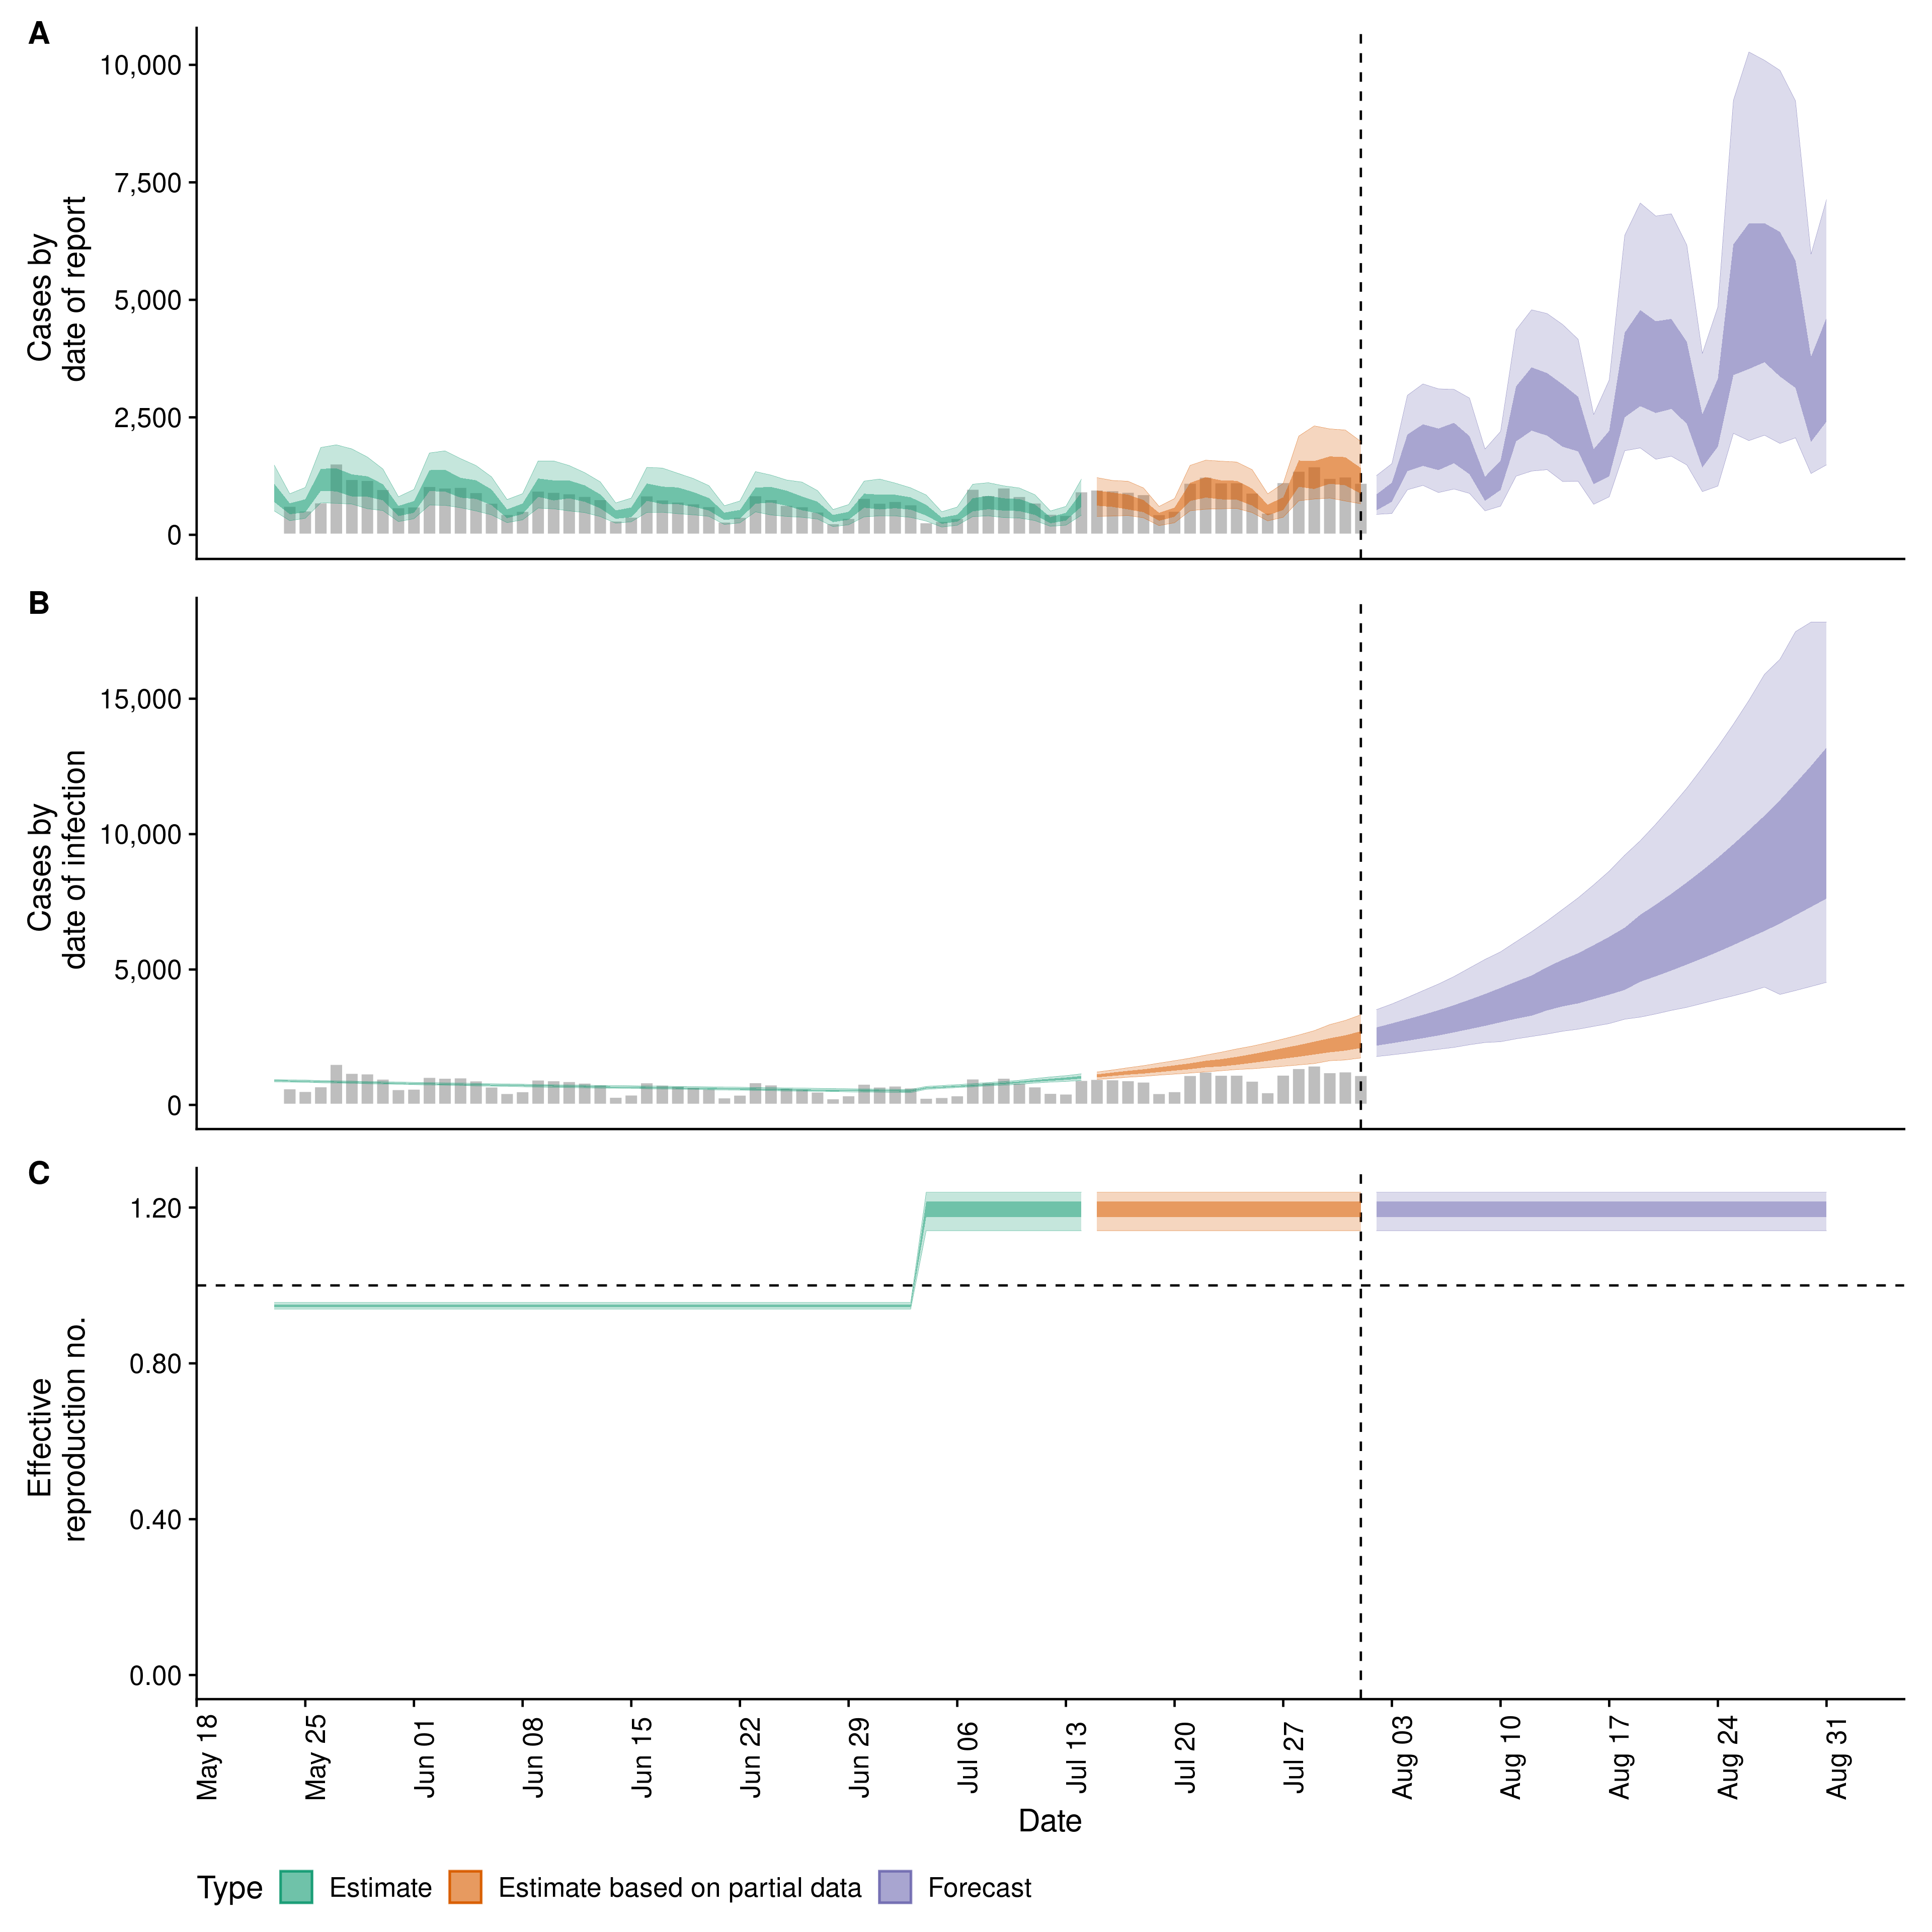 A
10,000
7,500
5,000
2,500
0
Cases by
date of report
B
15,000
10,000
5,000
0
Cases by
date of infection
C
1.20
0.80
0.40
0.00
Effective
reproduction no.
May 18
May 25
Jun 01
Jun 08
Jun 15
Jun 22
Jun 29
Jul 06
Jul 13
Jul 20
Jul 27
Aug 03
Aug 10
Aug 17
Aug 24
Aug 31
Date
Type Estimate Estimate based on partial data Forecast